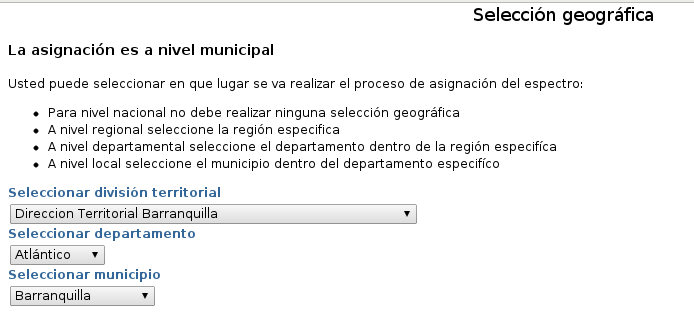 Selección geográfica
La asignación es a nivel municipal
Usted puede seleccionar en que lugar se va realizar el proceso de asignación del espectro:
Para nivel nacional no debe realizar ninguna selección geográfica
A nivel regional seleccione la región especifica
A nivel departamental seleccione el departamento dentro de la región especifíca
A nivel local seleccione el municipio dentro del departamento especifíco
Seleccionar división territorial
Direccion Territorial Barranquilla
Seleccionar departamento
Atlántico
Seleccionar municipio
Barranquilla